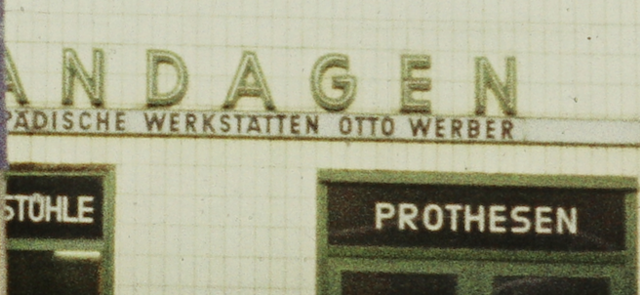 ANDAGEN
PÄDISCHE WERKSTÄTTEN OTTO WERBER
STÜHLE
PROTHESEN